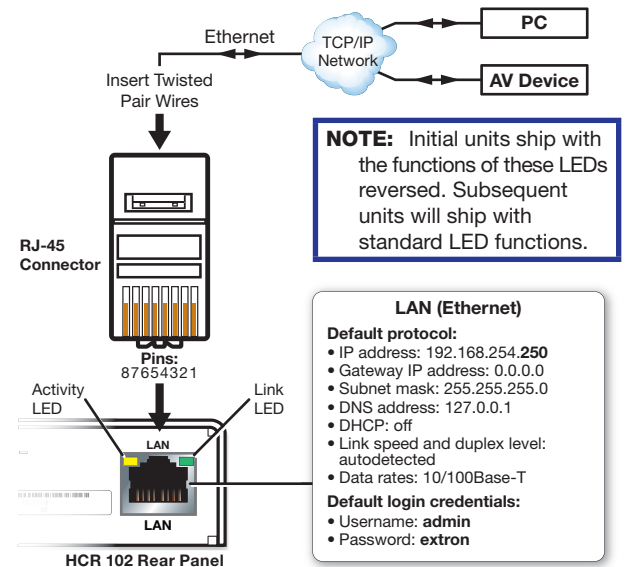 Ethernet
TCP/IP
Network
PC
AV Device
Insert Twisted
Pair Wires
NOTE: Initial units ship with
the functions of these LEDs
reversed. Subsequent
units will ship with
standard LED functions.
RJ-45
Connector
Pins:
87654321
Activity
LED
Link
LED
LAN
LAN
HCR 102 Rear Panel
LAN (Ethernet)
Default protocol:
• IP address: 192.168.254.250
• Gateway IP address: 0.0.0.0
• Subnet mask: 255.255.255.0
• DNS address: 127.0.0.1
• DHCP: off
• Link speed and duplex level:
autodetected
• Data rates: 10/100Base-T
Default login credentials:
• Username: admin
• Password: extron